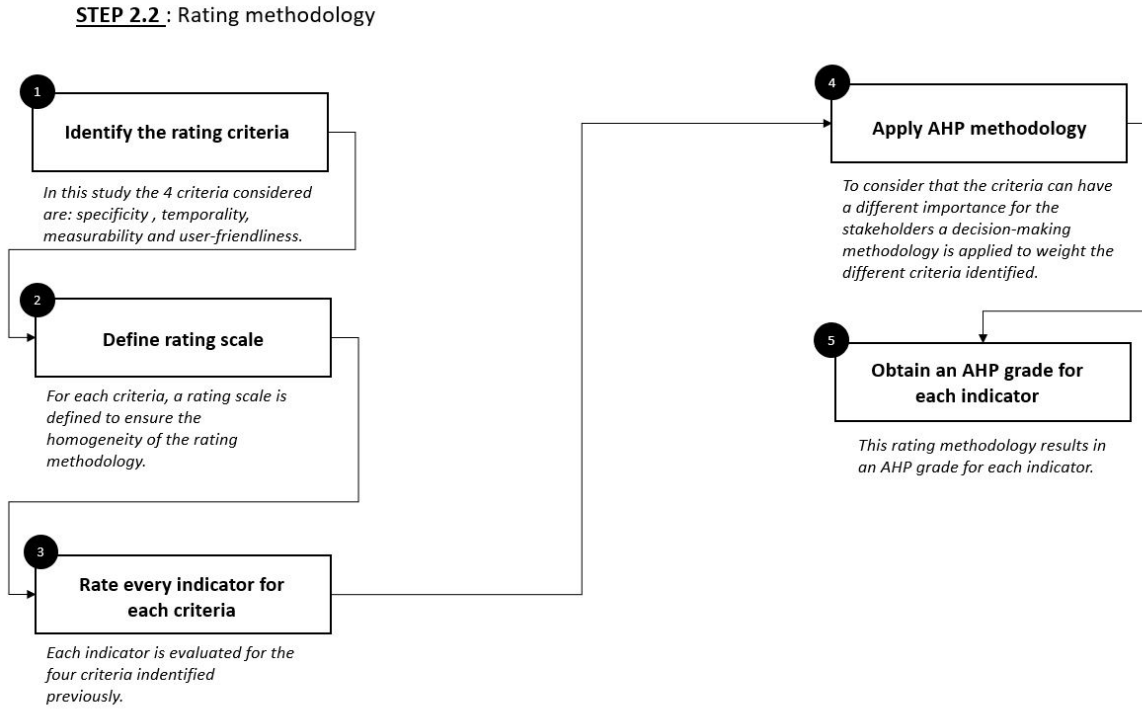 STEP 2.2 : Rating methodology
1
Identify the rating criteria
In this study the 4 criteria considered
are: specificity , temporality,
measurability and user-friendliness.
2
Define rating scale
For each criteria, a rating scale is
defined to ensure the
homogeneity of the rating
methodology.
3
Rate every indicator for
each criteria
Each indicator is evaluated for the
four criteria indentified
previously.
4
Apply AHP methodology
To consider that the criteria can have
a different importance for the
stakeholders a decision-making
methodology is applied to weight the
different criteria identified.
5
Obtain an AHP grade for
each indicator
This rating methodology results in
an AHP grade for each indicator.